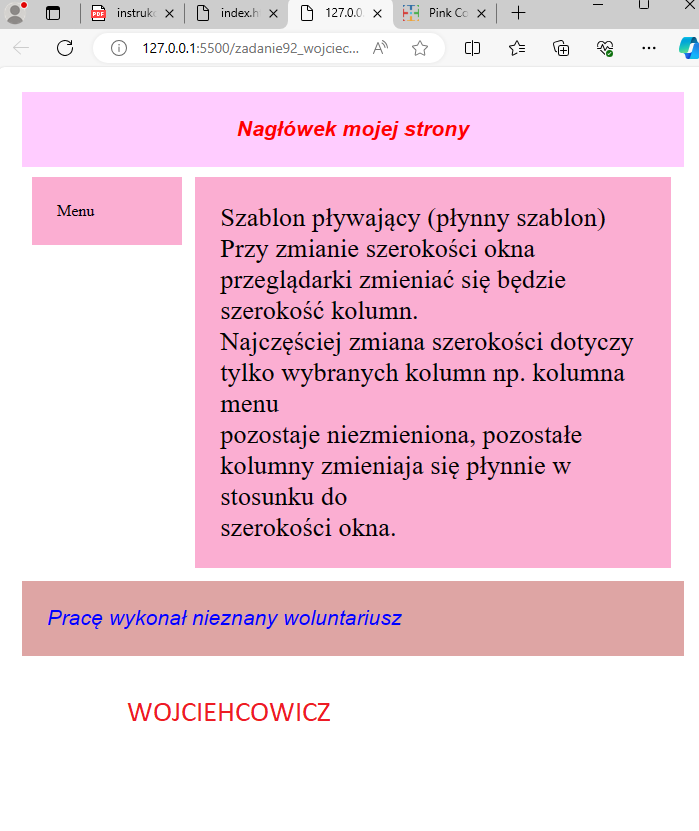 instruk
index.h
127.0.0.
Pink Co
127.0.0.1:5500/zadanie92_wojciec...
Nagłówek mojej strony
Menu
Szablon pływający (płynny szablon)
Przy zmianie szerokości okna
przeglądarki zmieniać się będzie
szerokość kolumn.
Najczęściej zmiana szerokości dotyczy
tylko wybranych kolumn np. kolumna
menu
pozostaje niezmieniona, pozostałe
kolumny zmieniaja się płynnie w
stosunku do
szerokości okna.
Pracę wykonał nieznany woluntariusz
WOJCIEHCOWICZ